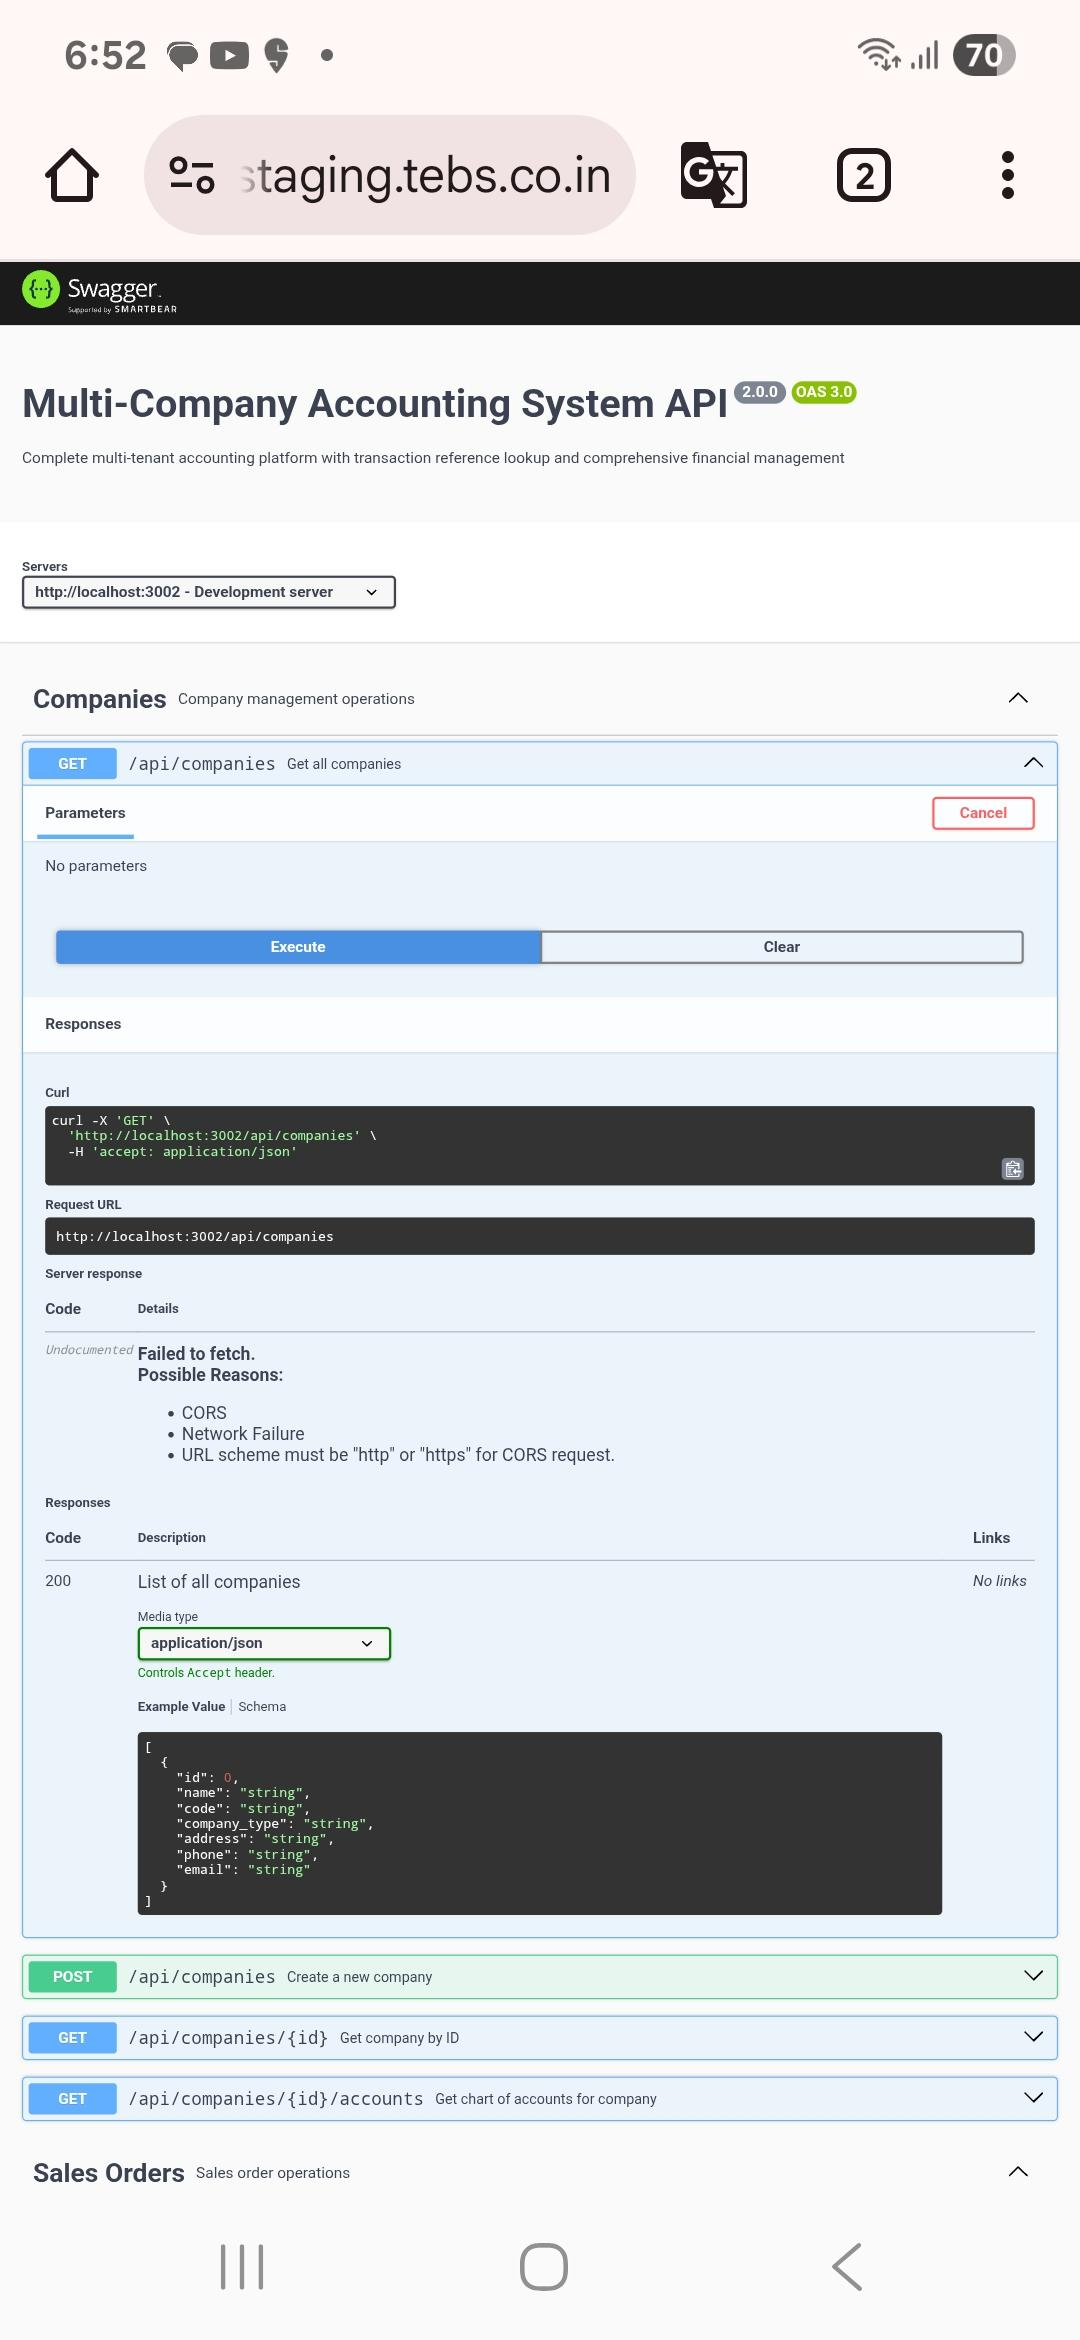 6:52
70
staging.tebs.co.in
2
Swagger
Supported by SMARTBEAR
Multi-Company Accounting System API 2.0.0 OAS 3.0
Complete multi-tenant accounting platform with transaction reference lookup and comprehensive financial management
Servers
http://localhost:3002 - Development server
Companies Company management operations
GET /api/companies Get all companies
Parameters Cancel
No parameters
Execute Clear
Responses
Curl
curl -X 'GET' \
'http://localhost:3002/api/companies' \
-H 'accept: application/json'
Request URL
http://localhost:3002/api/companies
Server response
Code Details
Undocumented Failed to fetch.
Possible Reasons:
• CORS
• Network Failure
• URL scheme must be "http" or "https" for CORS request.
Responses
Code Description Links
200 List of all companies No links
Media type
application/json
Controls Accept header.
Example Value Schema
[
{
"id": 0,
"name": "string",
"code": "string",
"company_type": "string",
"address": "string",
"phone": "string",
"email": "string"
}
]
POST /api/companies Create a new company
GET /api/companies/{id} Get company by ID
GET /api/companies/{id}/accounts Get chart of accounts for company
Sales Orders Sales order operations